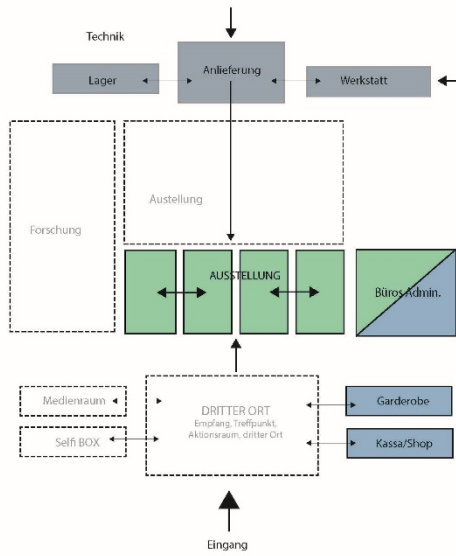 Technik
Anlieferung
Lager
Werkstatt
Austellung
Forschung
AUSSTELLUNG
Büros Admin.
Medienraum
DRITTER ORT
Empfang, Treffpunkt,
Aktionsraum, dritter Ort
Garderobe
Selfi BOX
Kassa/Shop
Eingang